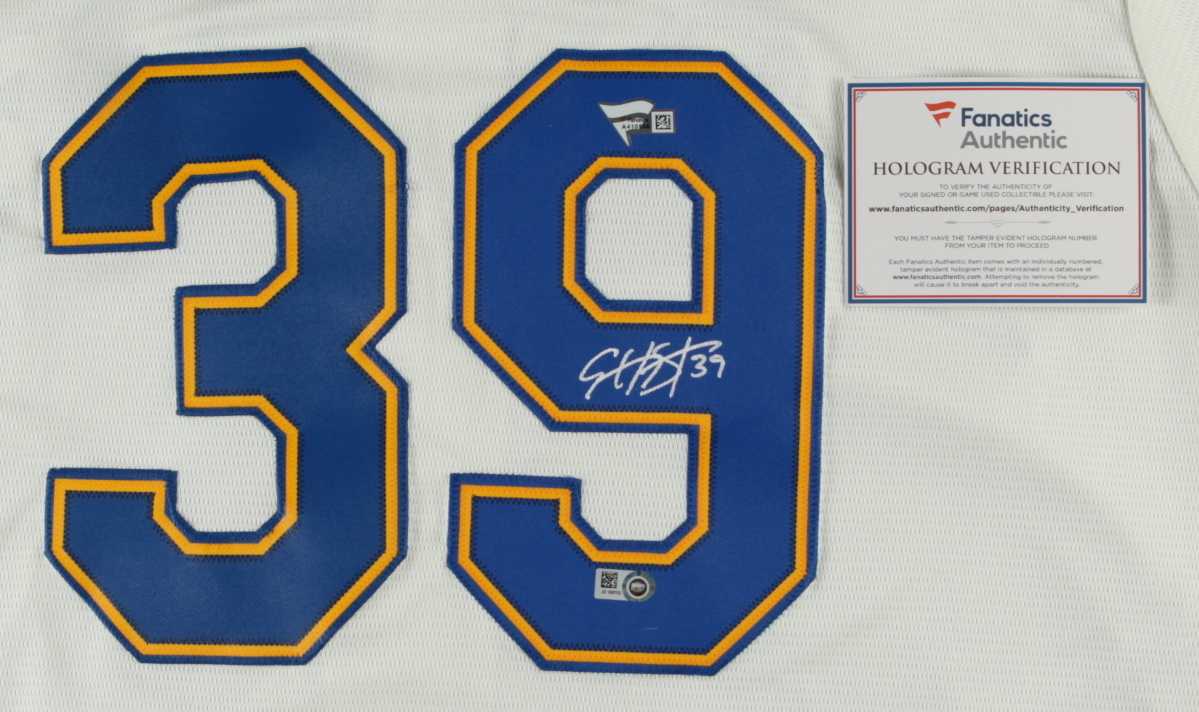 39
39
Fanatics
Authentic
HOLOGRAM VERIFICATION
TO VERIFY THE AUTHENTICITY OF
YOUR SIGNED OR GAME USED COLLECTIBLE PLEASE VISIT:
www.fanaticsauthentic.com/pages/Authenticity_Verification
YOU MUST HAVE THE TAMPER EVIDENT HOLOGRAM NUMBER
FROM YOUR ITEM TO PROCEED
Each Fanatics Authentic item comes with an individually numbered,
tamper evident hologram that is maintained in a database at
www.fanaticsauthentic.com. Attempting to remove the hologram
will cause it to break apart and void the authenticity.